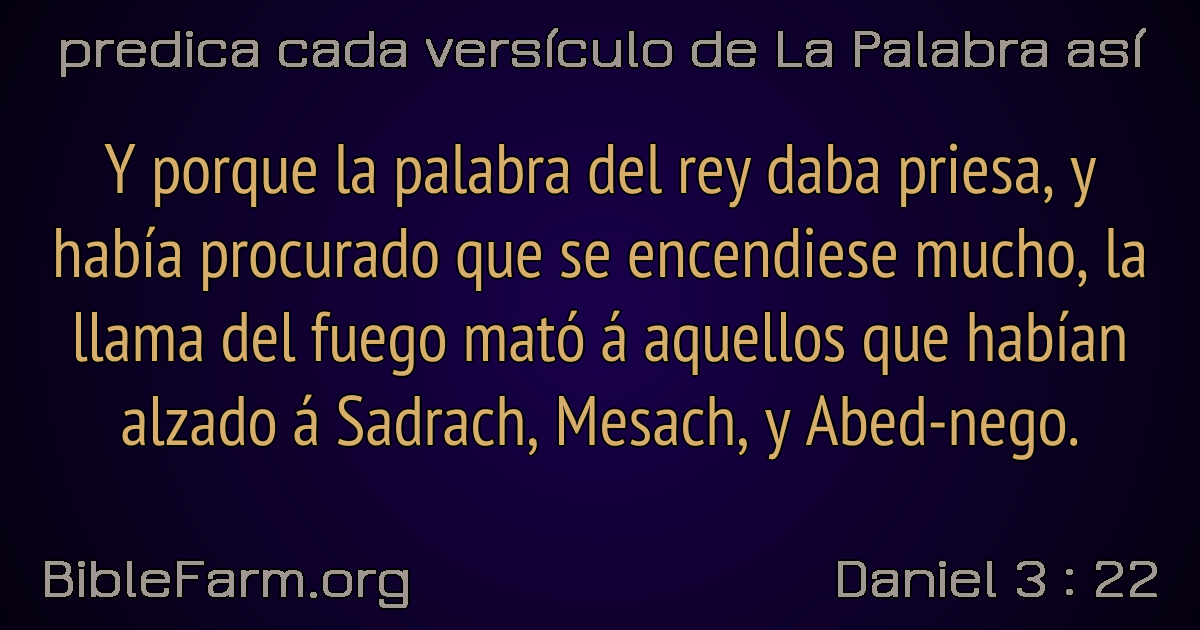 predica cada versículo de La Palabra así
Y porque la palabra del rey daba priesa, y
había procurado que se encendiese mucho, la
llama del fuego mató á aquellos que habían
alzado á Sadrach, Mesach, y Abed-nego.
BibleFarm.org
Daniel 3 : 22